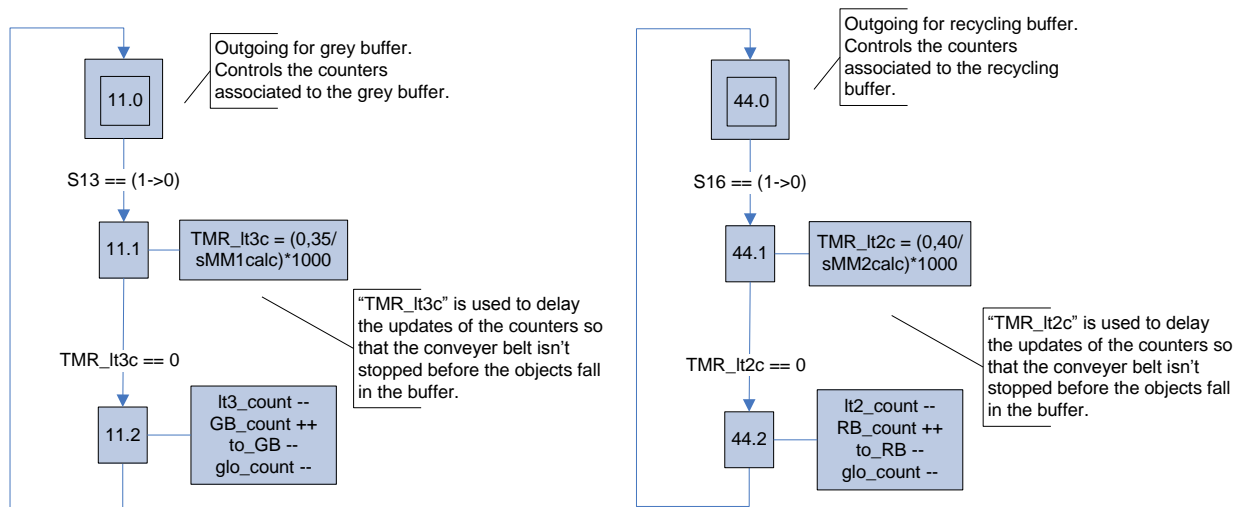 Outgoing for grey buffer.
Controls the counters
associated to the grey buffer.
11.0
S13 == (1->0)
11.1
TMR_lt3c = (0,35/
sMM1calc)*1000
“TMR_lt3c” is used to delay
the updates of the counters so
that the conveyer belt isn’t
stopped before the objects fall
in the buffer.
TMR_lt3c == 0
11.2
lt3_count --
GB_count ++
to_GB --
glo_count --
Outgoing for recycling buffer.
Controls the counters
associated to the recycling
buffer.
44.0
S16 == (1->0)
44.1
TMR_lt2c = (0,40/
sMM2calc)*1000
“TMR_lt2c” is used to delay
the updates of the counters so
that the conveyer belt isn’t
stopped before the objects fall
in the buffer.
TMR_lt2c == 0
44.2
lt2_count --
RB_count ++
to_RB --
glo_count --